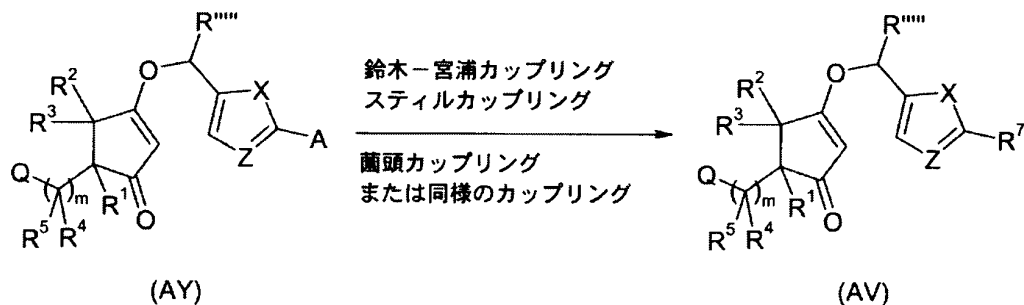 R'''''
R²
O
X
R³
Z
A
Q
( )m
R¹
O
R⁵ R⁴
(AY)
鈴木－宮浦カップリング
スティルカップリング
薗頭カップリング
または同様のカップリング
R'''''
R²
O
X
R³
Z
R⁷
Q
( )m
R¹
O
R⁵ R⁴
(AV)